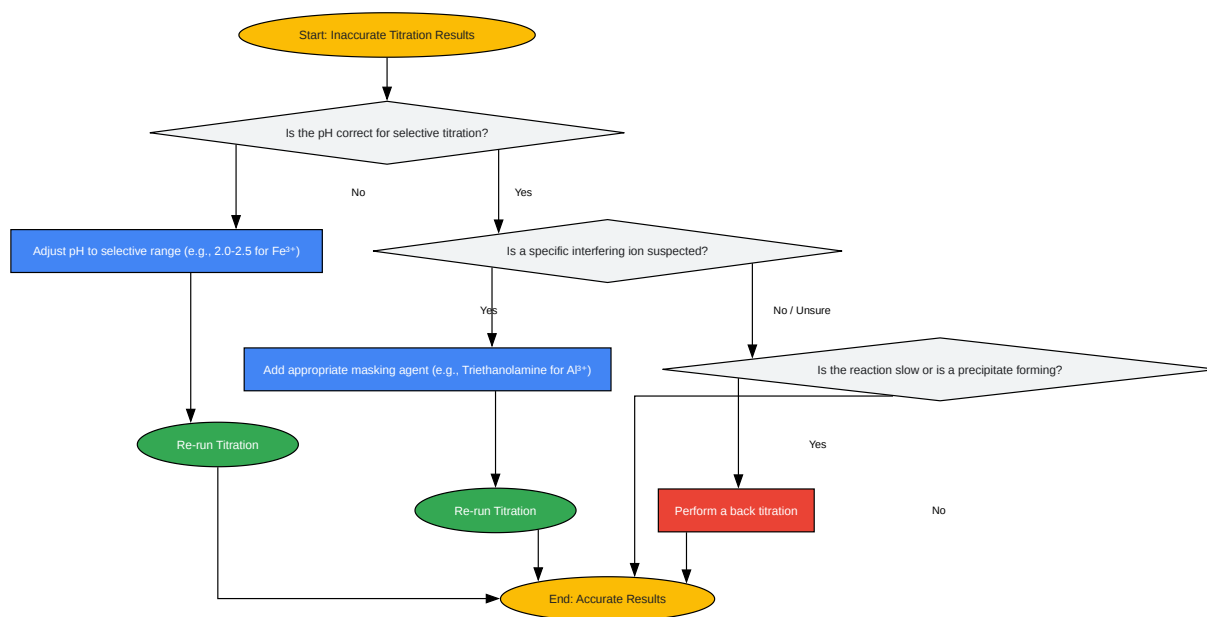 Start: Inaccurate Titration Results
Is the pH correct for selective titration?
No
Yes
Adjust pH to selective range (e.g., 2.0-2.5 for Fe³⁺)
Is a specific interfering ion suspected?
Yes
No / Unsure
Add appropriate masking agent (e.g., Triethanolamine for Al³⁺)
Is the reaction slow or is a precipitate forming?
Re-run Titration
Yes
Re-run Titration
Perform a back titration
No
End: Accurate Results